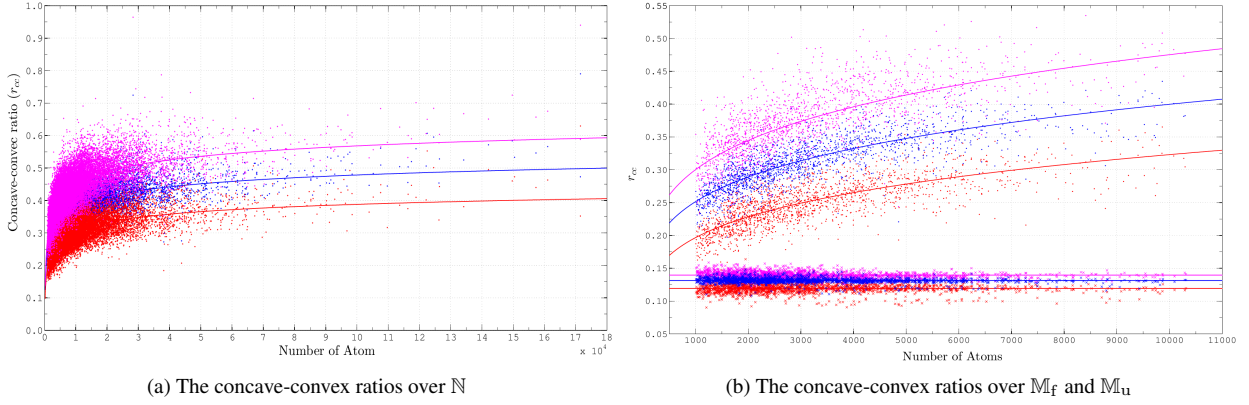 1.0
0.9
0.8
0.7
0.6
0.5
0.4
0.3
0.2
0.1
0.0
Concave-convec ratio (r_cc)
0 1 2 3 4 5 6 7 8 9 10 11 12 13 14 15 16 17 18
x 10^4
Number of Atom
(a) The concave-convex ratios over ℕ
0.55
0.50
0.45
0.40
0.35
0.30
0.25
0.20
0.15
0.10
0.05
r_cc
1000 2000 3000 4000 5000 6000 7000 8000 9000 10000 11000
Number of Atoms
(b) The concave-convex ratios over 𝕄_f and 𝕄_u